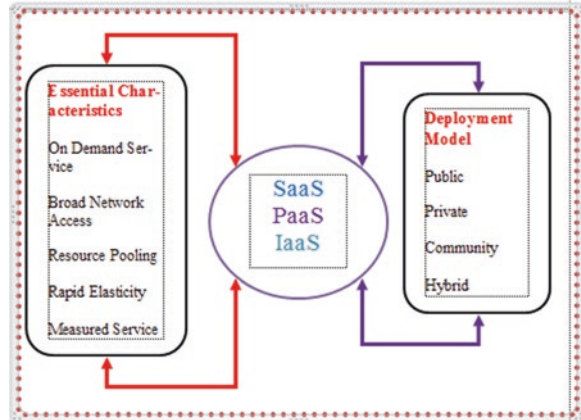 Essential Char-
acteristics
On Demand Ser-
vice
Broad Network
Access
Resource Pooling
Rapid Elasticity
Measured Service
SaaS
PaaS
IaaS
Deployment
Model
Public
Private
Community
Hybrid